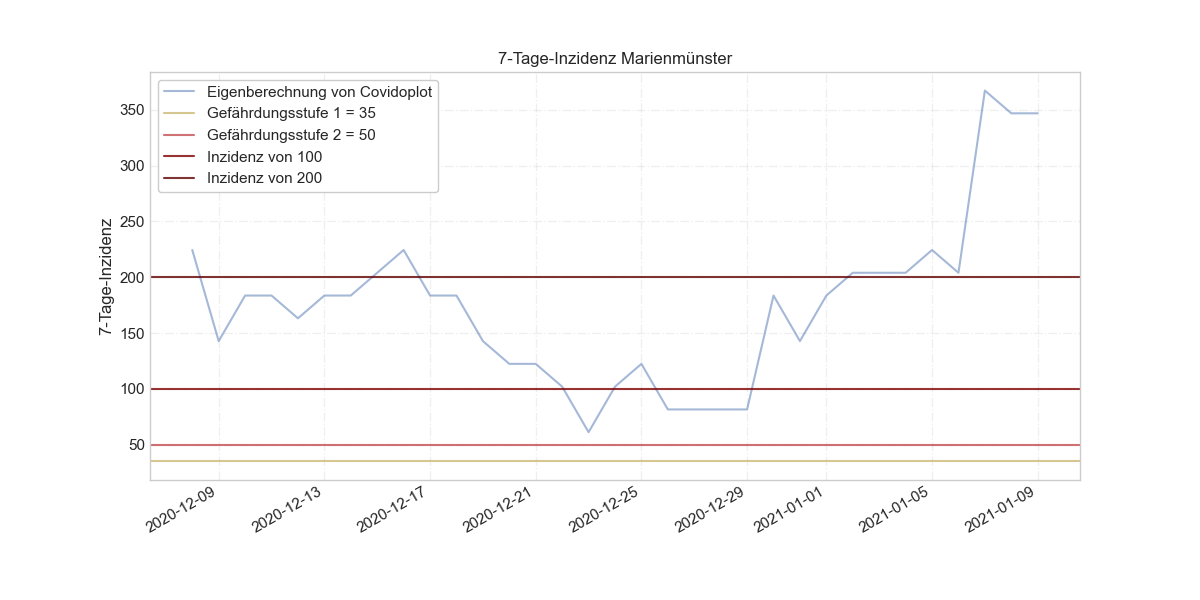 7-Tage-Inzidenz Marienmünster
Eigenberechnung von Covidoplot
Gefährdungsstufe 1 = 35
Gefährdungsstufe 2 = 50
Inzidenz von 100
Inzidenz von 200
7-Tage-Inzidenz
350
300
250
200
150
100
50
2020-12-09
2020-12-13
2020-12-17
2020-12-21
2020-12-25
2020-12-29
2021-01-01
2021-01-05
2021-01-09